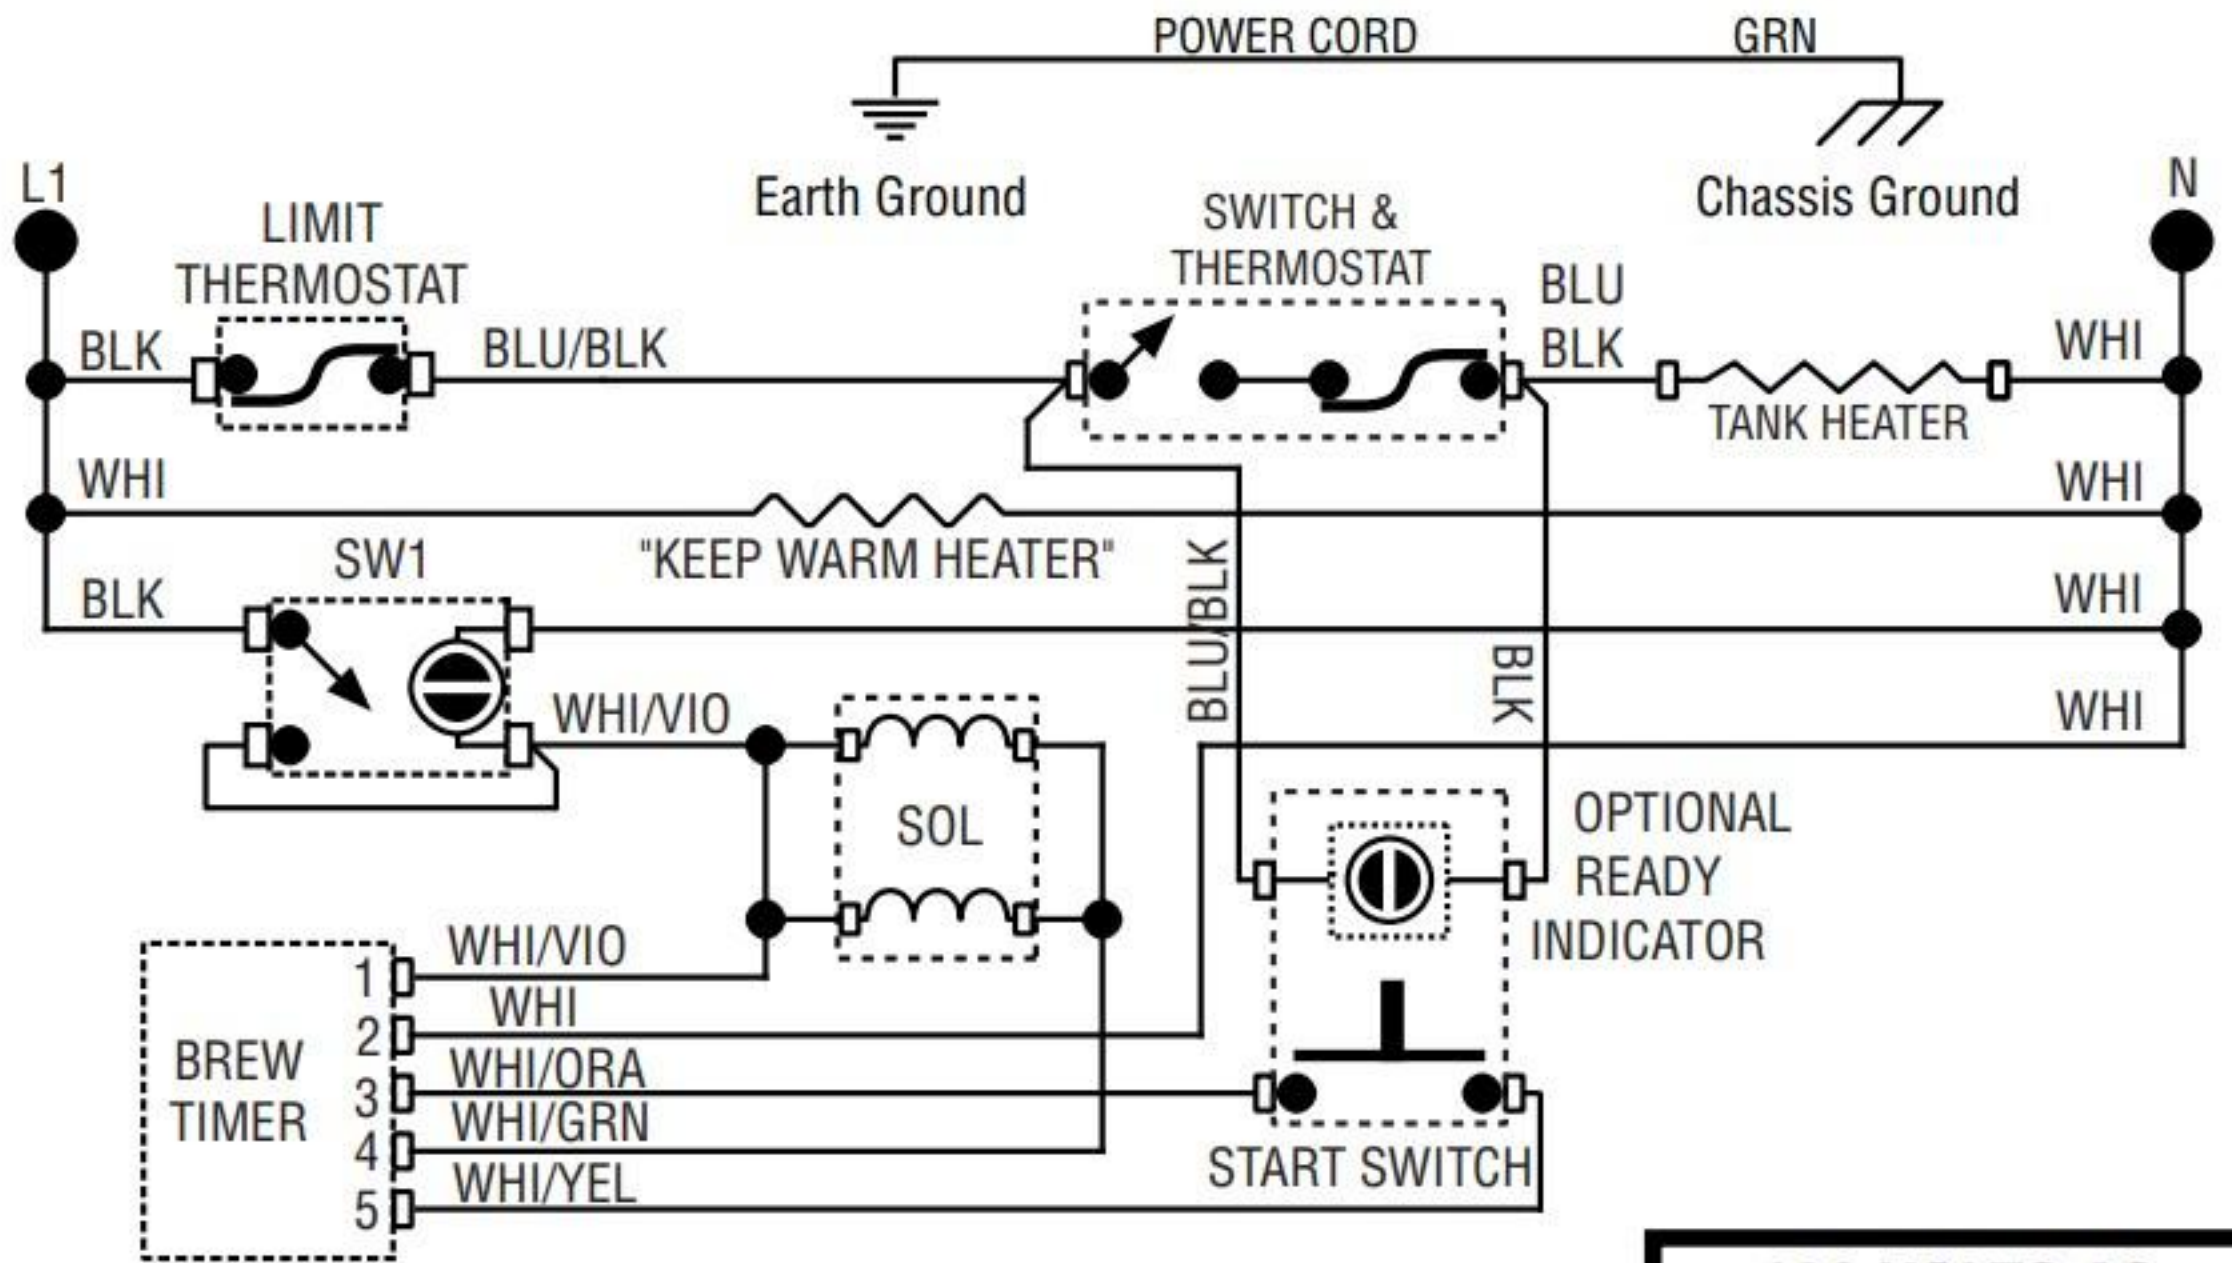 POWER CORD
GRN
Earth Ground
Chassis Ground
L1
N
LIMIT
THERMOSTAT
SWITCH &
THERMOSTAT
BLK
BLU/BLK
BLU
BLK
WHI
TANK HEATER
WHI
WHI
"KEEP WARM HEATER"
SW1
BLK
WHI
BLU/BLK
BLK
WHI/VIO
WHI
SOL
OPTIONAL
READY
INDICATOR
BREW
TIMER
1
WHI/VIO
2
WHI
3
WHI/ORA
4
WHI/GRN
5
WHI/YEL
START SWITCH